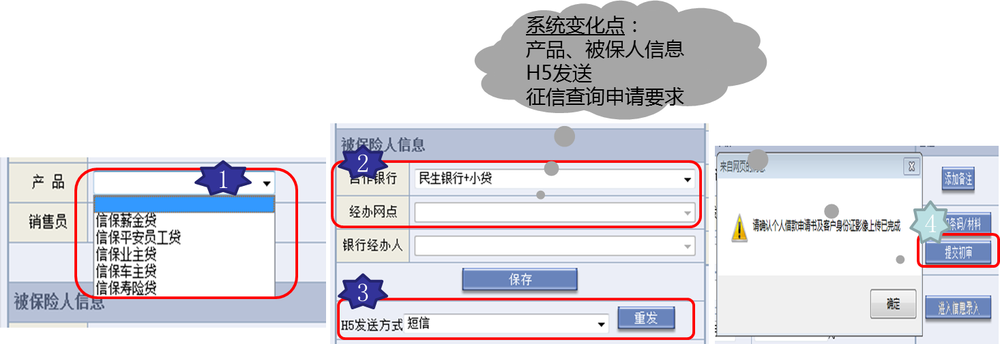 系统变化点：
产品、被保人信息
H5发送
征信查询申请要求
1
产 品
销售员
信保薪金贷
信保平安员工贷
信保业主贷
信保车主贷
信保寿险贷
被保险人信息
被保险人信息
2
合作银行
民生银行+小贷
经办网点
银行经办人
保存
3
H5发送方式
短信
重发
来自网页的消息
请确认个人借款申请书及客户身份证影像上传已完成
确定
添加备注
4
条码/材料
提交初审
进入信息录入